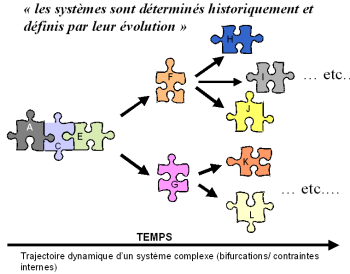 « les systèmes sont déterminés historiquement et
définis par leur évolution »
H
F
I
... etc...
A
C
E
J
K
G
... etc....
L
TEMPS
Trajectoire dynamique d'un système complexe (bifurcations/ contraintes
internes)